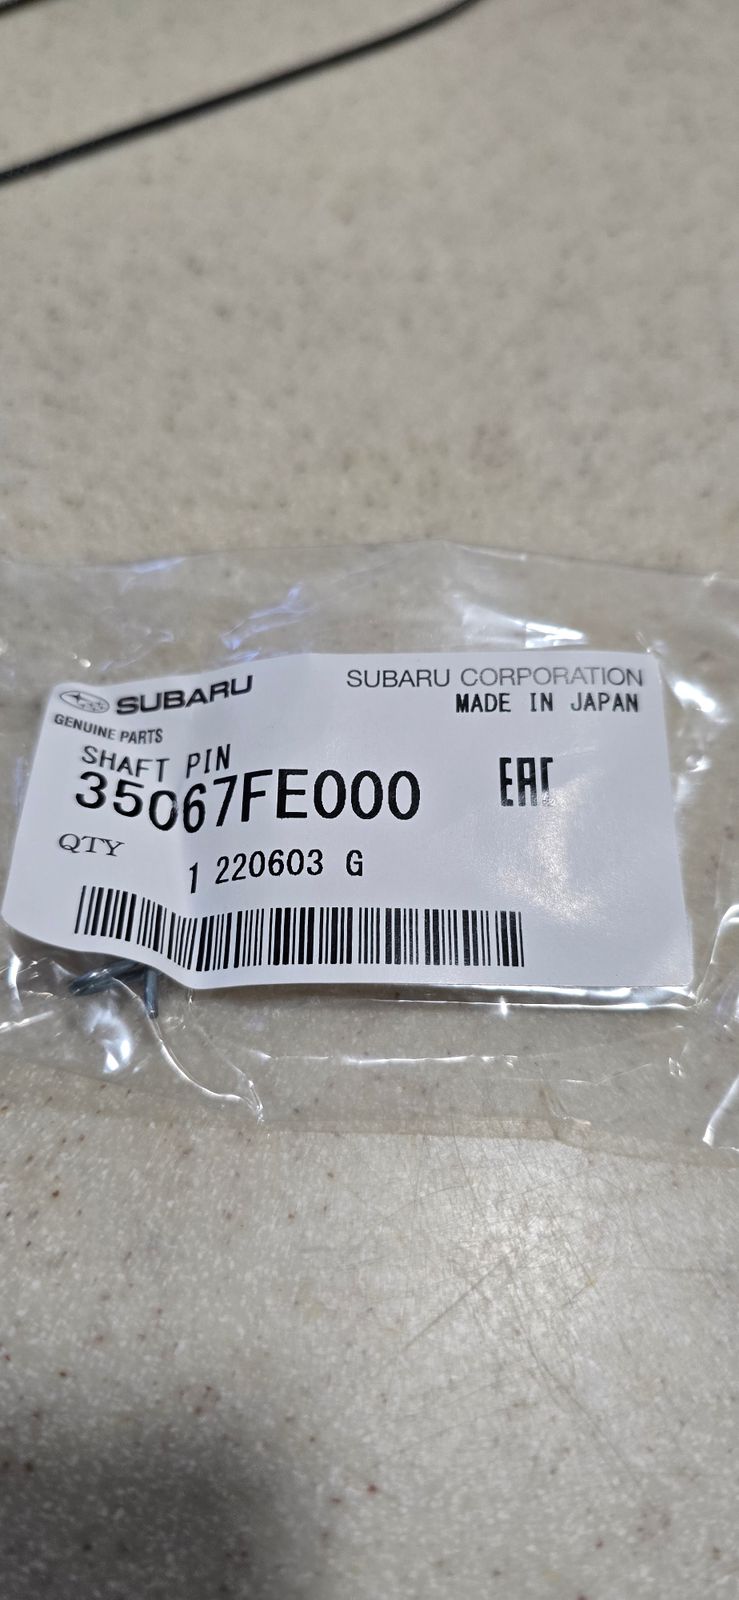 SUBARU
SUBARU CORPORATION
GENUINE PARTS
MADE IN JAPAN
SHAFT PIN
35067FE000
EAC
QTY
1 220603 G